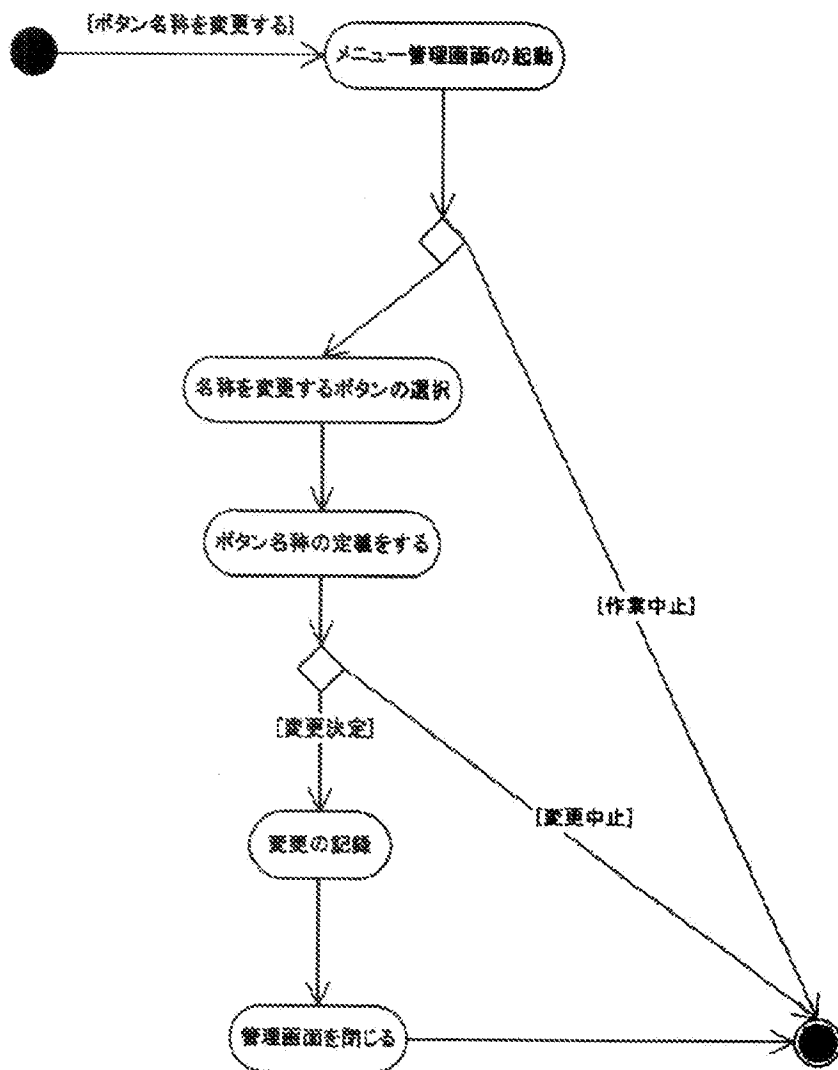 [ボタン名称を変更する]
メニュー管理画面の起動
名称を変更するボタンの選択
ボタン名称の定義をする
[作業中止]
[変更決定]
[変更中止]
変更の記録
管理画面を閉じる